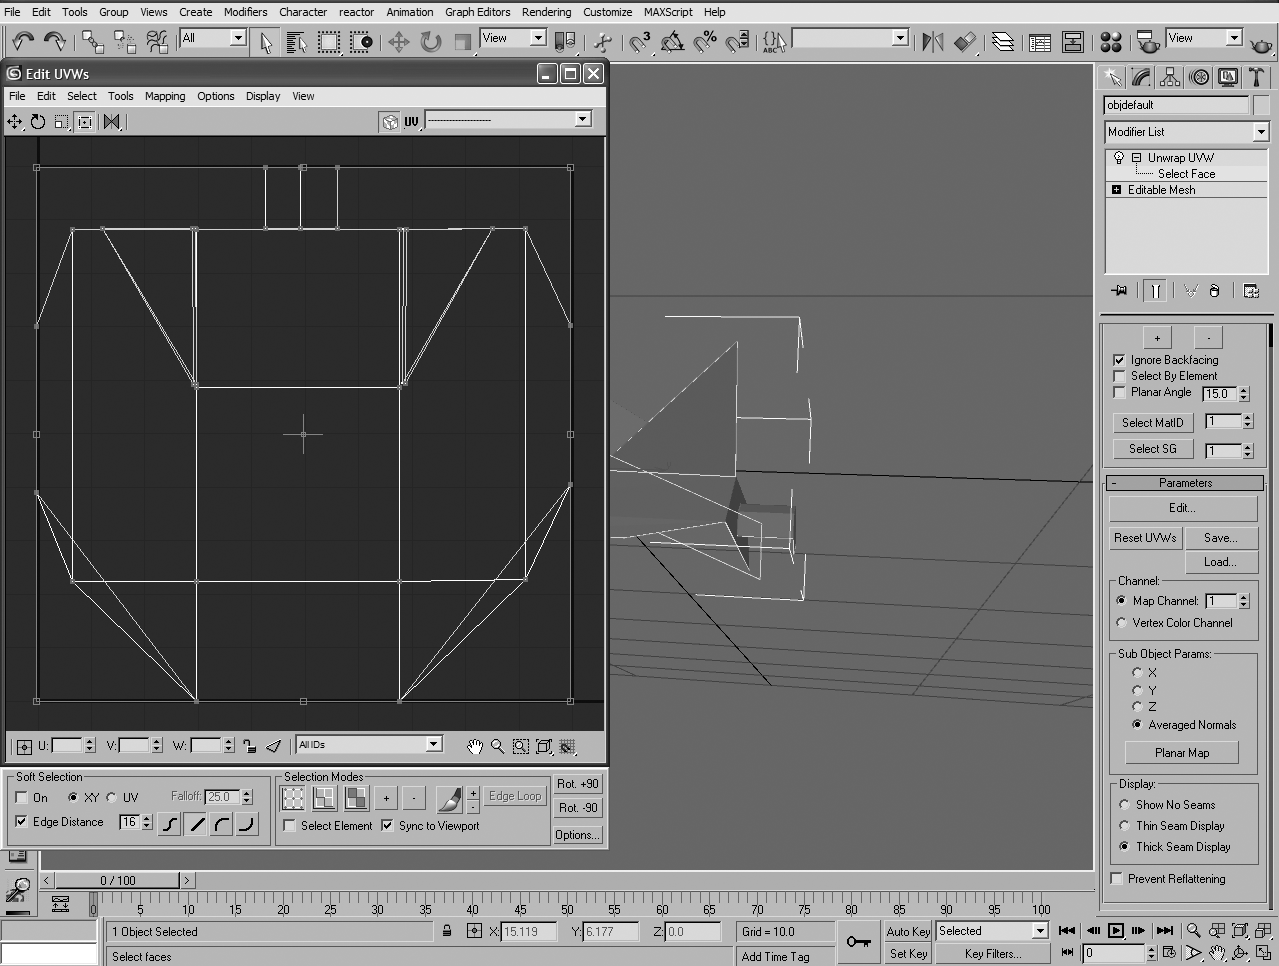 File Edit Tools Group Views Create Modifiers Character reactor Animation Graph Editors Rendering Customize MAXScript Help
All View 3 % ABC View
Edit UVWs
File Edit Select Tools Mapping Options Display View
UV
U: V: W: All IDs
Soft Selection
On XY UV Falloff: 25.0
Edge Distance 16
Selection Modes
+ - + - Edge Loop
Select Element Sync to Viewport
Rot. +90
Rot. -90
Options...
objdefault
Modifier List
Unwrap UVW
Select Face
Editable Mesh
+ -
Ignore Backfacing
Select By Element
Planar Angle 15.0
Select MatID 1
Select SG 1
- Parameters
Edit...
Reset UVWs Save...
Load...
Channel:
Map Channel: 1
Vertex Color Channel
Sub Object Params:
X
Y
Z
Averaged Normals
Planar Map
Display:
Show No Seams
Thin Seam Display
Thick Seam Display
Prevent Reflattening
< 0 / 100 >
0 5 10 15 20 25 30 35 40 45 50 55 60 65 70 75 80 85 90 95 100
1 Object Selected X: 15.119 Y: 6.177 Z: 0.0 Grid = 10.0 Auto Key Selected
Select faces Add Time Tag Set Key Key Filters... 0